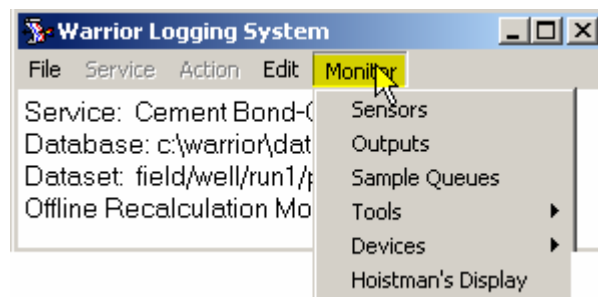 Warrior Logging System
File Service Action Edit Monitor
Service: Cement Bond-
Database: c:\warrior\dat
Dataset: field/well/run1/
Offline Recalculation Mo
Sensors
Outputs
Sample Queues
Tools
Devices
Hoistman's Display